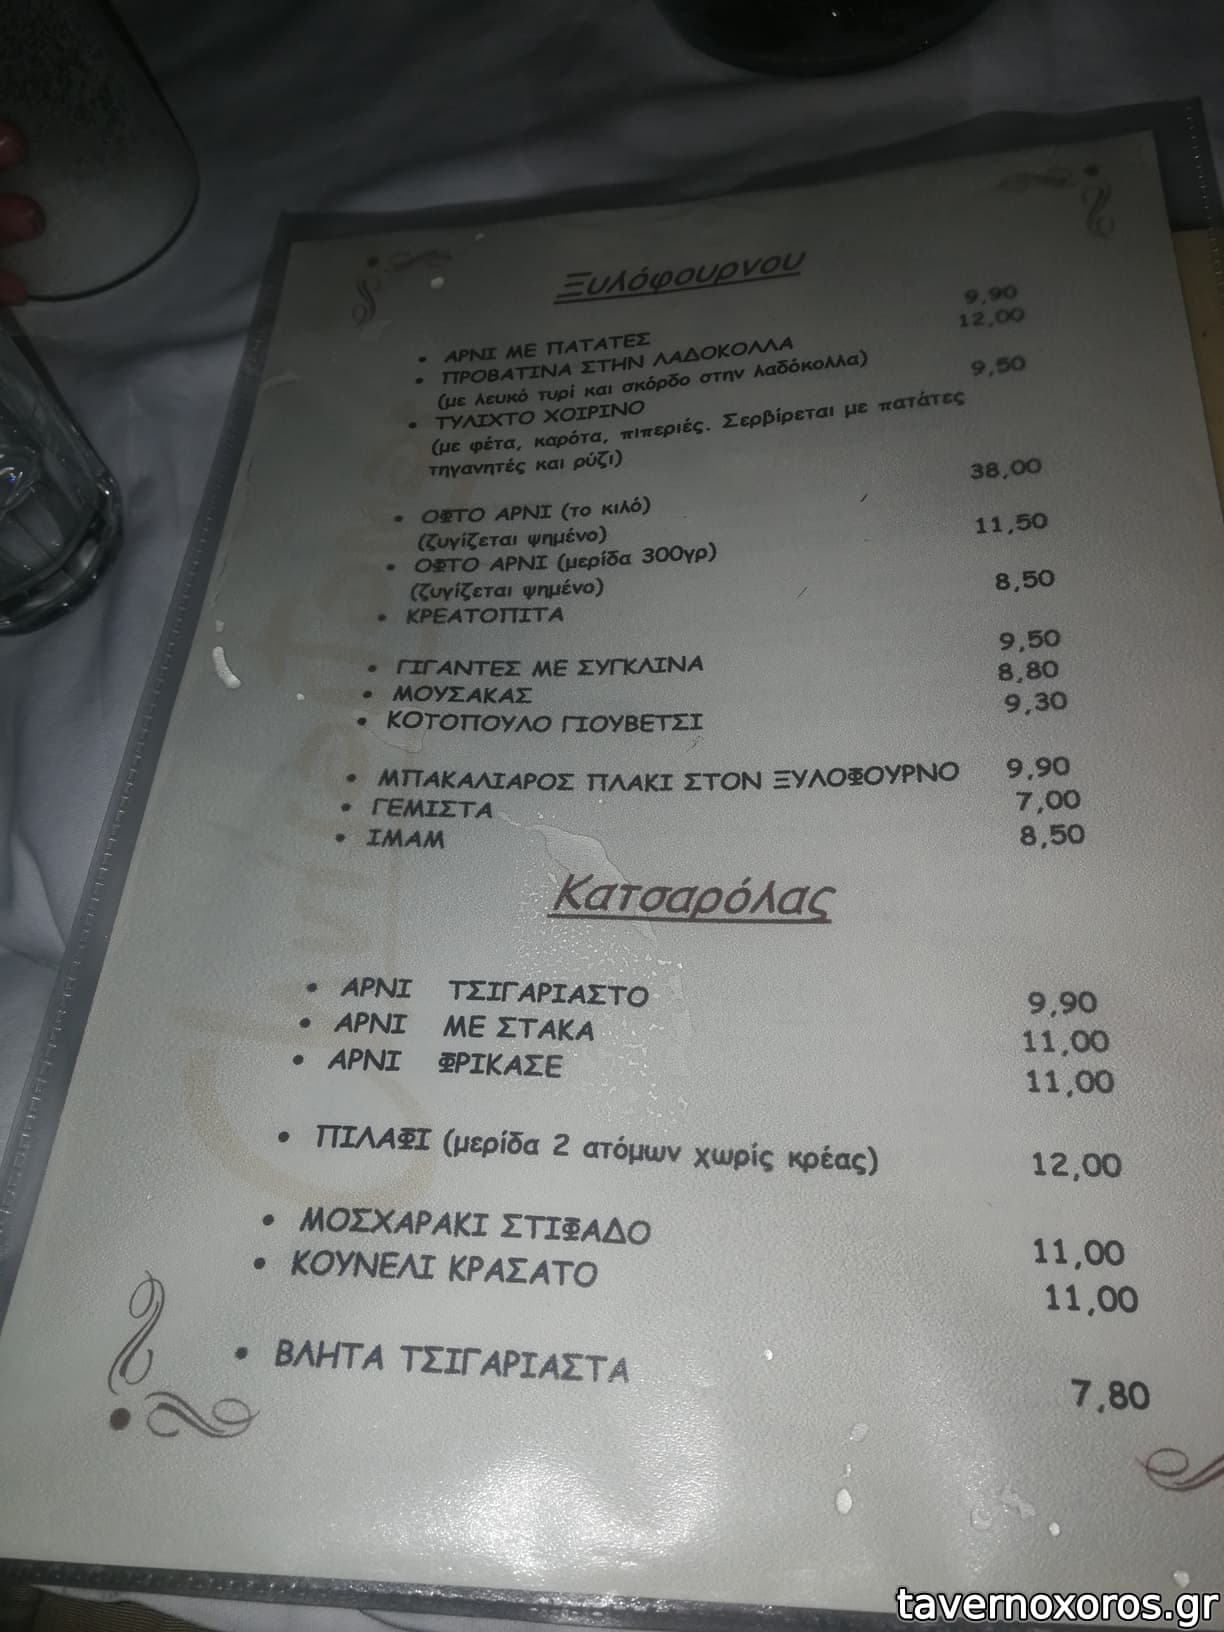 Ξυλόφουρνου
• ΑΡΝΙ ΜΕ ΠΑΤΑΤΕΣ 9,90
• ΠΡΟΒΑΤΙΝΑ ΣΤΗΝ ΛΑΔΟΚΟΛΛΑ 12,00
(με λευκό τυρί και σκόρδο στην λαδόκολλα)
• ΤΥΛΙΧΤΟ ΧΟΙΡΙΝΟ 9,50
(με φέτα, καρότα, πιπεριές. Σερβίρεται με πατάτες
τηγανητές και ρύζι)
• ΟΦΤΟ ΑΡΝΙ (το κιλό) 38,00
(ζυγίζεται ψημένο)
• ΟΦΤΟ ΑΡΝΙ (μερίδα 300γρ) 11,50
(ζυγίζεται ψημένο)
• ΚΡΕΑΤΟΠΙΤΑ 8,50
• ΓΙΓΑΝΤΕΣ ΜΕ ΣΥΓΚΛΙΝΑ 9,50
• ΜΟΥΣΑΚΑΣ 8,80
• ΚΟΤΟΠΟΥΛΟ ΓΙΟΥΒΕΤΣΙ 9,30
• ΜΠΑΚΑΛΙΑΡΟΣ ΠΛΑΚΙ ΣΤΟΝ ΞΥΛΟΦΟΥΡΝΟ 9,90
• ΓΕΜΙΣΤΑ 7,00
• ΙΜΑΜ 8,50
Κατσαρόλας
• ΑΡΝΙ ΤΣΙΓΑΡΙΑΣΤΟ 9,90
• ΑΡΝΙ ΜΕ ΣΤΑΚΑ 11,00
• ΑΡΝΙ ΦΡΙΚΑΣΕ 11,00
• ΠΙΛΑΦΙ (μερίδα 2 ατόμων χωρίς κρέας) 12,00
• ΜΟΣΧΑΡΑΚΙ ΣΤΙΦΑΔΟ 11,00
• ΚΟΥΝΕΛΙ ΚΡΑΣΑΤΟ 11,00
• ΒΛΗΤΑ ΤΣΙΓΑΡΙΑΣΤΑ 7,80
tavernoxoros.gr